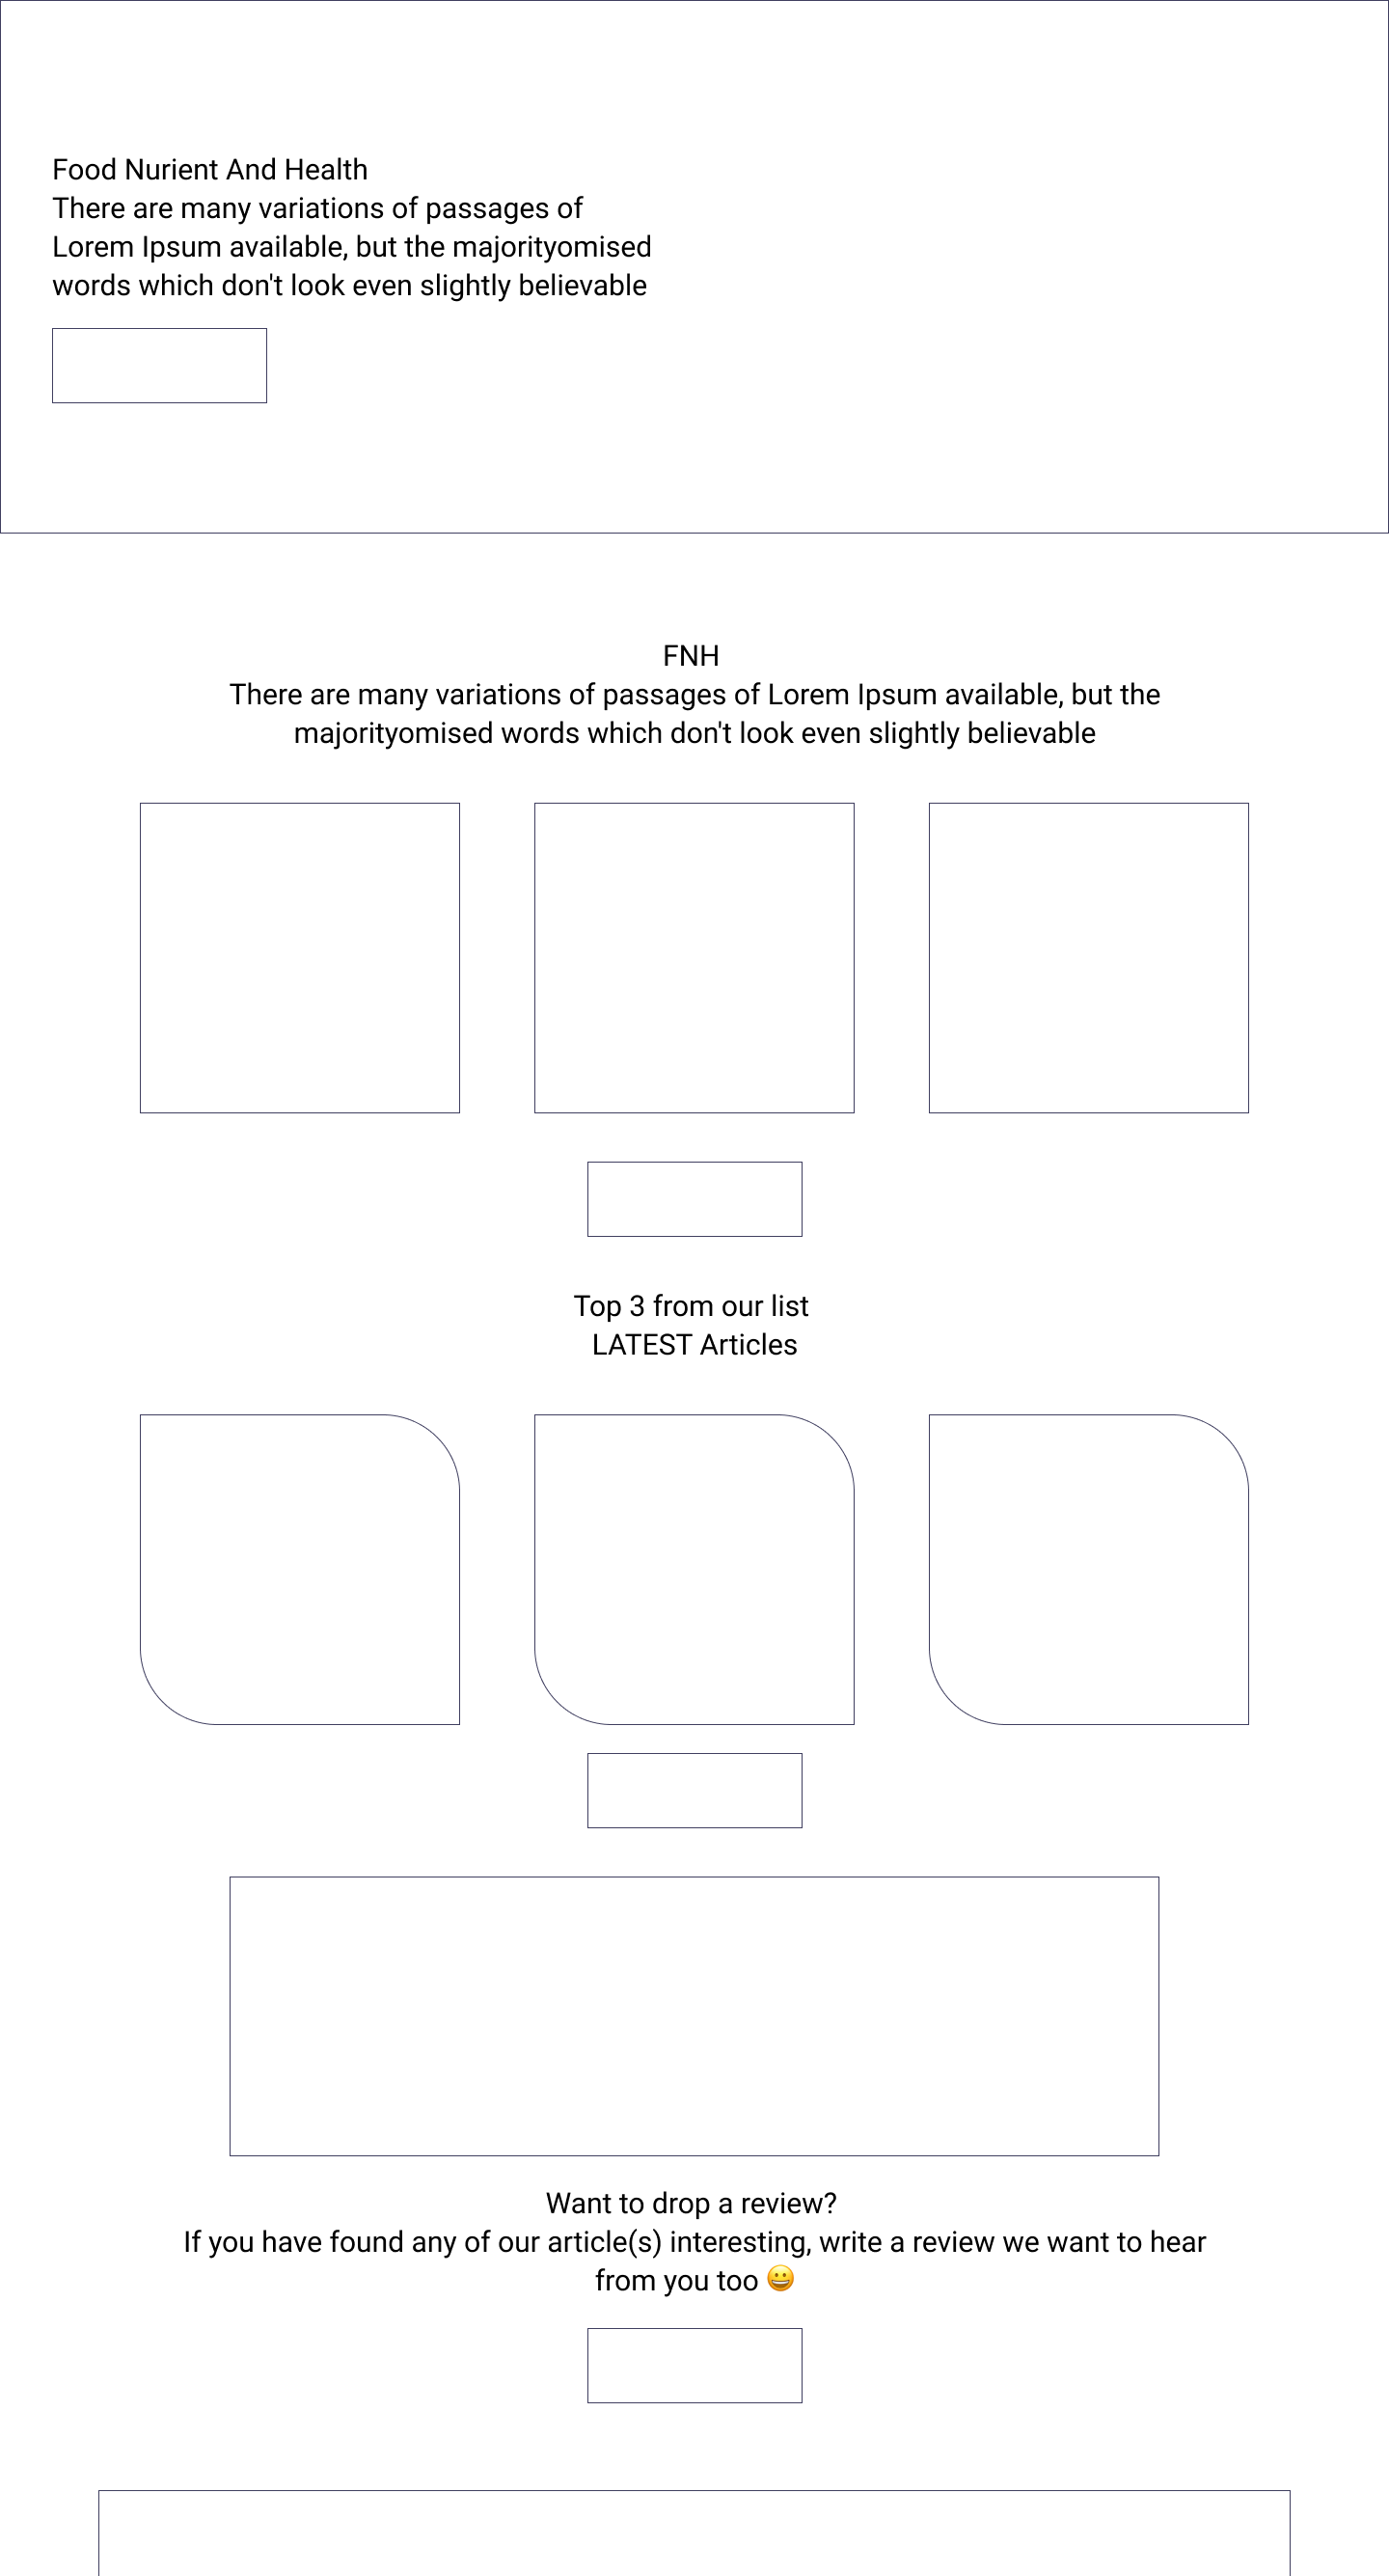 Food Nurient And Health
There are many variations of passages of
Lorem Ipsum available, but the majorityomised
words which don't look even slightly believable
FNH
There are many variations of passages of Lorem Ipsum available, but the
majorityomised words which don't look even slightly believable
Top 3 from our list
LATEST Articles
Want to drop a review?
If you have found any of our article(s) interesting, write a review we want to hear
from you too 😀